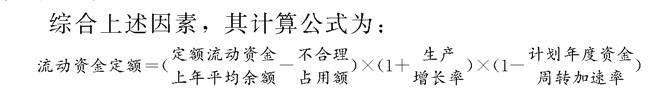 综合上述因素，其计算公式为：
流动资金定额=(定额流动资金上年平均余额-不合理占用额)×(1+生产增长率)×(1-计划年度资金周转加速率)